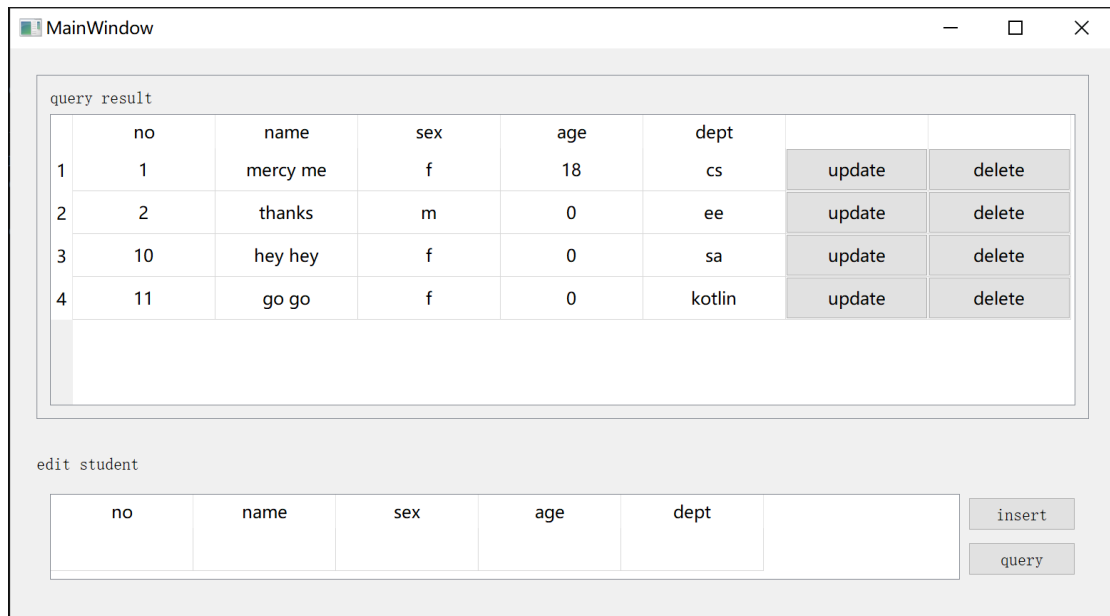 MainWindow
query result
no name sex age dept
1 1 mercy me f 18 cs update delete
2 2 thanks m 0 ee update delete
3 10 hey hey f 0 sa update delete
4 11 go go f 0 kotlin update delete
edit student
no name sex age dept
insert
query